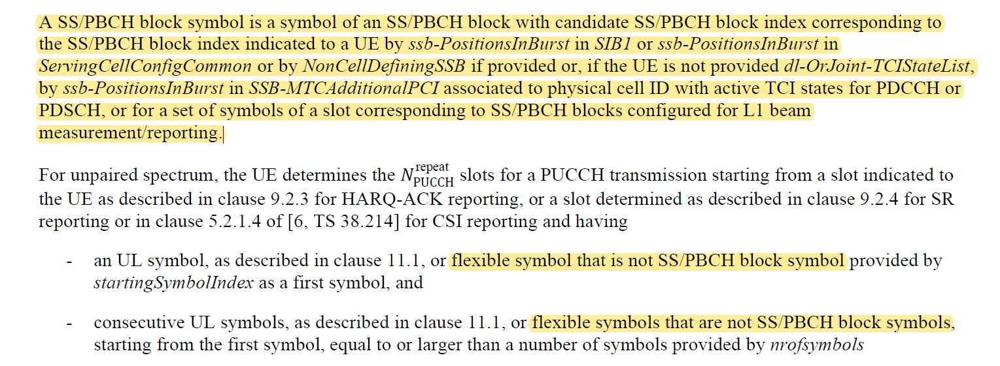 A SS/PBCH block symbol is a symbol of an SS/PBCH block with candidate SS/PBCH block index corresponding to
the SS/PBCH block index indicated to a UE by ssb-PositionsInBurst in SIB1 or ssb-PositionsInBurst in
ServingCellConfigCommon or by NonCellDefiningSSB if provided or, if the UE is not provided dl-OrJoint-TCIStateList,
by ssb-PositionsInBurst in SSB-MTCAdditionalPCI associated to physical cell ID with active TCI states for PDCCH or
PDSCH, or for a set of symbols of a slot corresponding to SS/PBCH blocks configured for L1 beam
measurement/reporting.
For unpaired spectrum, the UE determines the N_PUCCH^repeat slots for a PUCCH transmission starting from a slot indicated to
the UE as described in clause 9.2.3 for HARQ-ACK reporting, or a slot determined as described in clause 9.2.4 for SR
reporting or in clause 5.2.1.4 of [6, TS 38.214] for CSI reporting and having
- an UL symbol, as described in clause 11.1, or flexible symbol that is not SS/PBCH block symbol provided by
startingSymbolIndex as a first symbol, and
- consecutive UL symbols, as described in clause 11.1, or flexible symbols that are not SS/PBCH block symbols,
starting from the first symbol, equal to or larger than a number of symbols provided by nrofsymbols